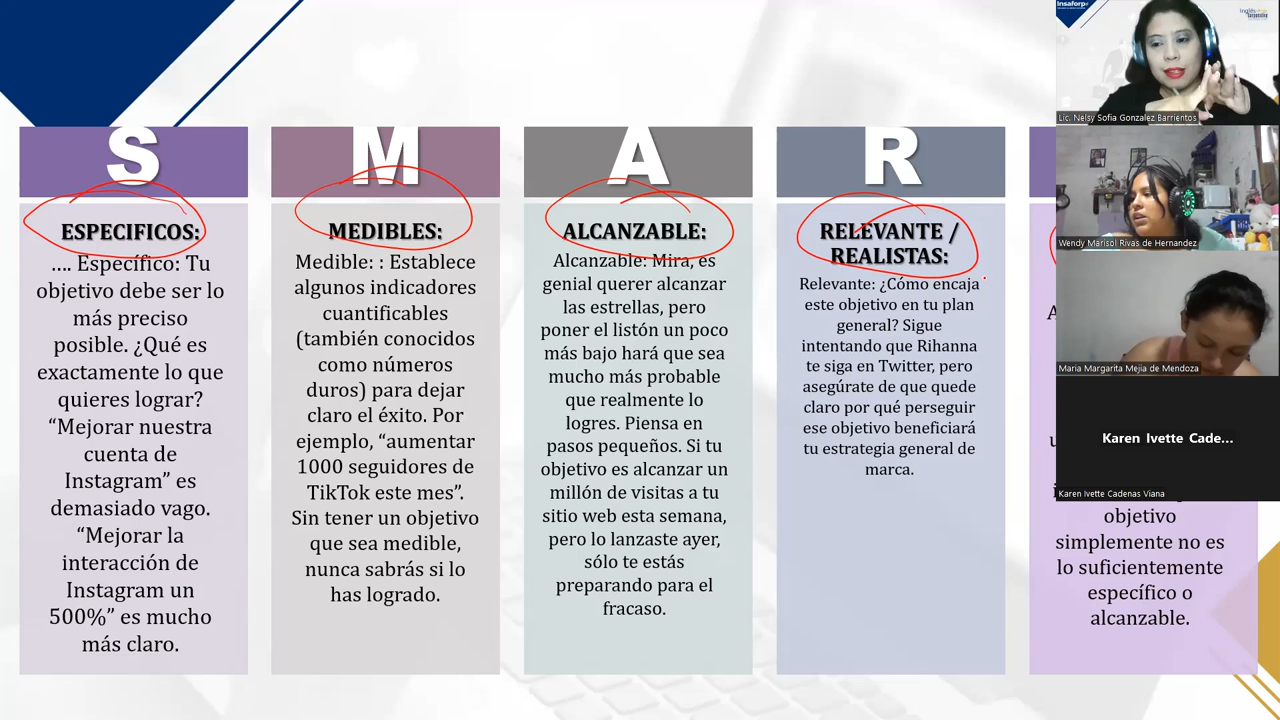 S
ESPECIFICOS:
.... Específico: Tu
objetivo debe ser lo
más preciso
posible. ¿Qué es
exactamente lo que
quieres lograr?
“Mejorar nuestra
cuenta de
Instagram” es
demasiado vago.
“Mejorar la
interacción de
Instagram un
500%” es mucho
más claro.
M
MEDIBLES:
Medible: : Establece
algunos indicadores
cuantificables
(también conocidos
como números
duros) para dejar
claro el éxito. Por
ejemplo, “aumentar
1000 seguidores de
TikTok este mes”.
Sin tener un objetivo
que sea medible,
nunca sabrás si lo
has logrado.
A
ALCANZABLE:
Alcanzable: Mira, es
genial querer alcanzar
las estrellas, pero
poner el listón un poco
más bajo hará que sea
mucho más probable
que realmente lo
logres. Piensa en
pasos pequeños. Si tu
objetivo es alcanzar un
millón de visitas a tu
sitio web esta semana,
pero lo lanzaste ayer,
sólo te estás
preparando para el
fracaso.
R
RELEVANTE /
REALISTAS:
Relevante: ¿Cómo encaja
este objetivo en tu plan
general? Sigue
intentando que Rihanna
te siga en Twitter, pero
asegúrate de que quede
claro por qué perseguir
ese objetivo beneficiará
tu estrategia general de
marca.
objetivo
simplemente no es
lo suficientemente
específico o
alcanzable.
Insaforp
Lic. Nelsy Sofia Gonzalez Barrientos
Wendy Marisol Rivas de Hernandez
Maria Margarita Mejia de Mendoza
Karen Ivette Cade...
Karen Ivette Cadenas Viana